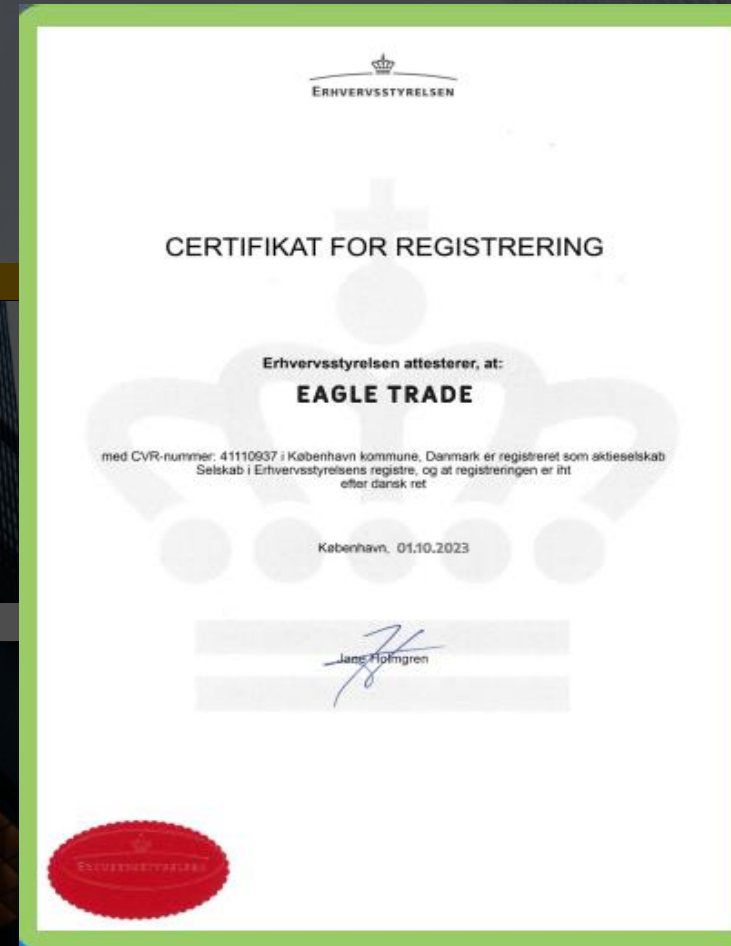 ERHVERVSSTYRELSEN
CERTIFIKAT FOR REGISTRERING
Erhvervsstyrelsen attesterer, at:
EAGLE TRADE
med CVR-nummer: 41110937 i København kommune, Danmark er registreret som aktieselskab
Selskab i Erhvervsstyrelsens registre, og at registreringen er iht
efter dansk ret
København, 01.10.2023
Jane Holmgren
ERHVERVSSTYRELSEN